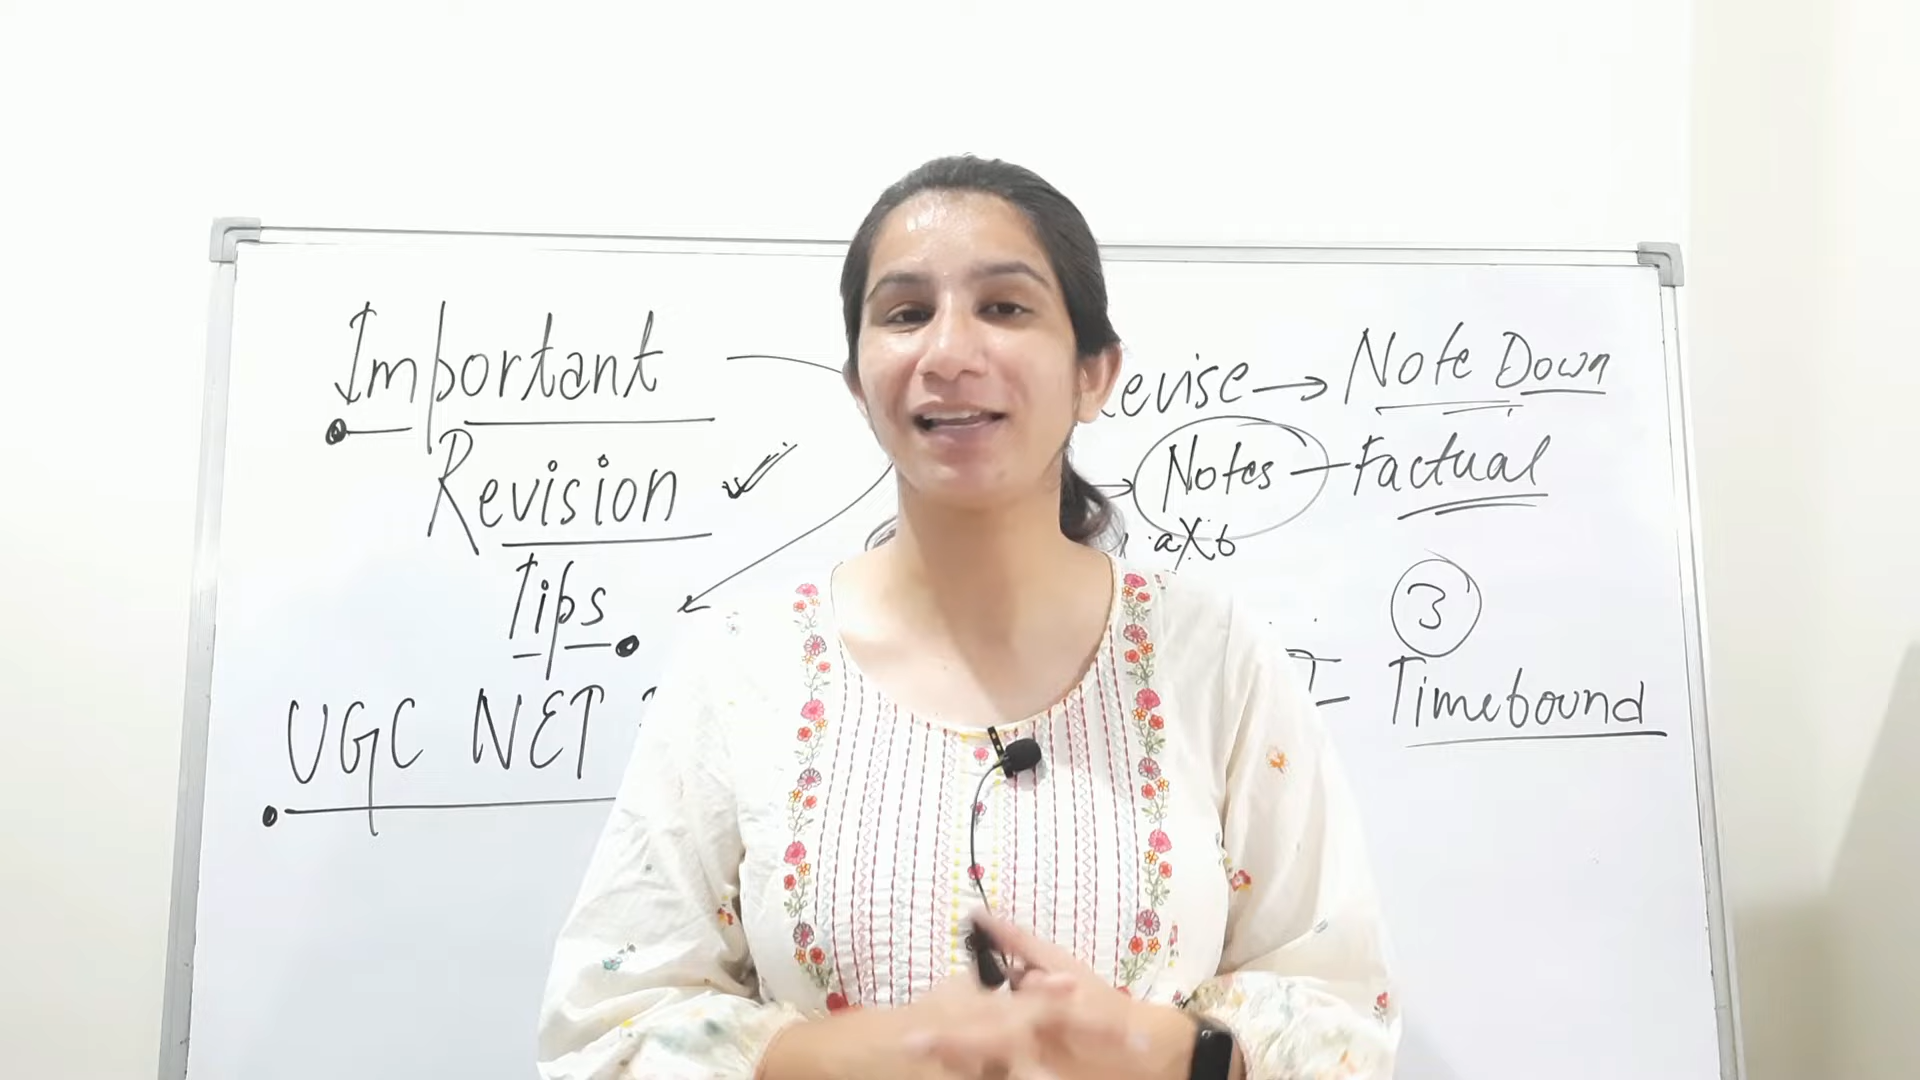 Important
Revision
Tips
UGC NET
evise → Note Down
Notes — Factual
a X b
3
Timebound